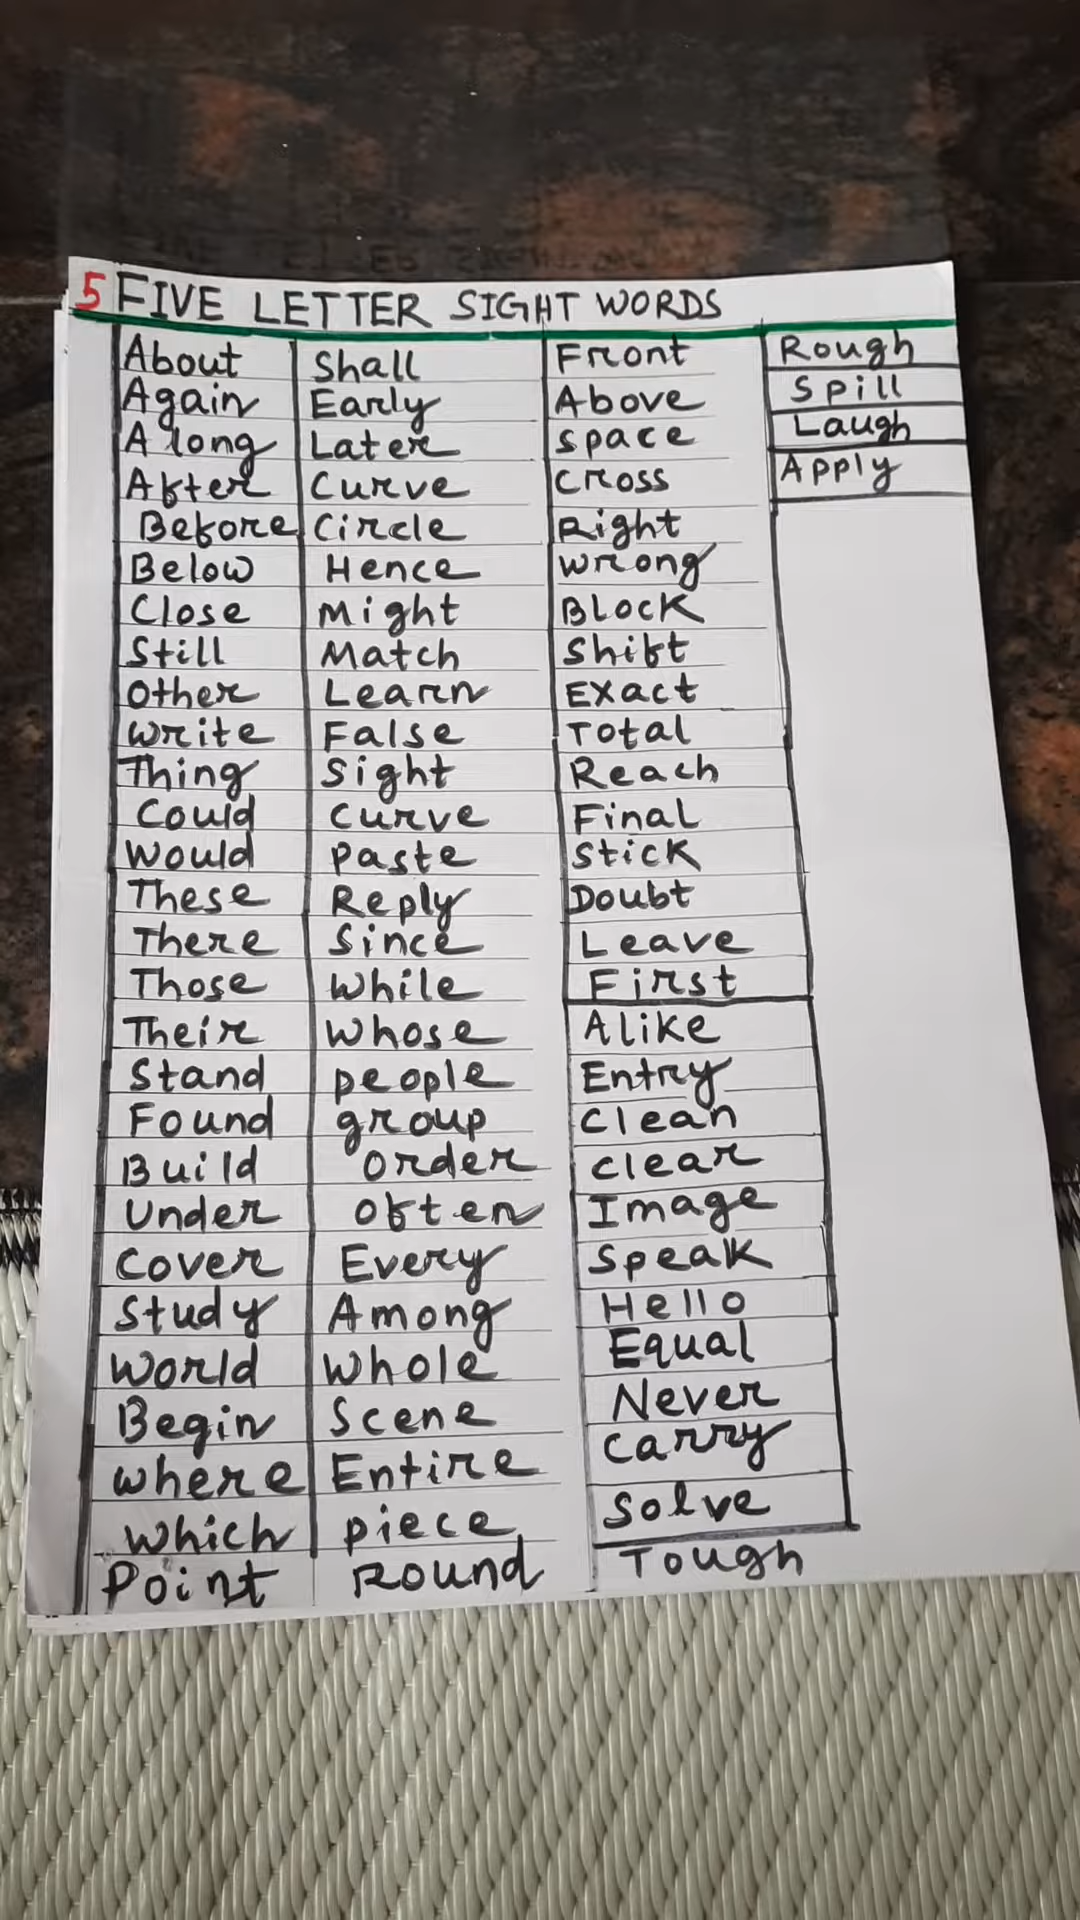 5 FIVE LETTER SIGHT WORDS
About
Again
Along
After
Before
Below
Close
Still
Other
Write
Thing
Could
Would
These
There
Those
Their
Stand
Found
Build
Under
Cover
Study
World
Begin
Where
Which
Point
Shall
Early
Later
Curve
Circle
Hence
Might
Match
Learn
False
Sight
Curve
Paste
Reply
Since
While
Whose
people
group
Order
Often
Every
Among
Whole
Scene
Entire
piece
Round
Front
Above
Space
Cross
Right
Wrong
BLOCK
Shift
Exact
Total
Reach
Final
Stick
Doubt
Leave
First
Alike
Entry
Clean
Clear
Image
Speak
Hello
Equal
Never
Carry
Solve
Tough
Rough
Spill
Laugh
Apply